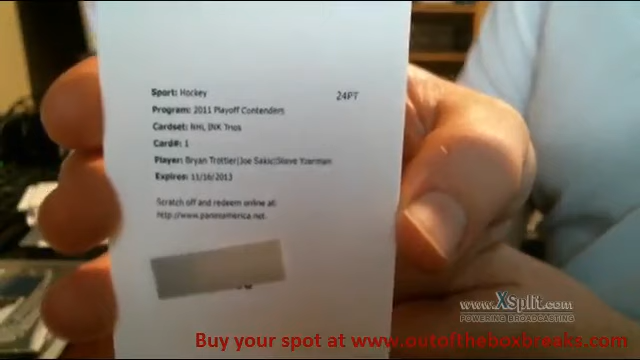 Sport: Hockey
24PT
Program: 2011 Playoff Contenders
Cardset: NHL INK Trios
Card#: 1
Player: Bryan Trottier|Joe Sakic|Steve Yzerman
Expires: 11/16/2013
Scratch off and redeem online at:
http://www.paniniamerica.net.
www.XSplit.com
POWERING BROADCASTING
Buy your spot at www.outoftheboxbreaks.com